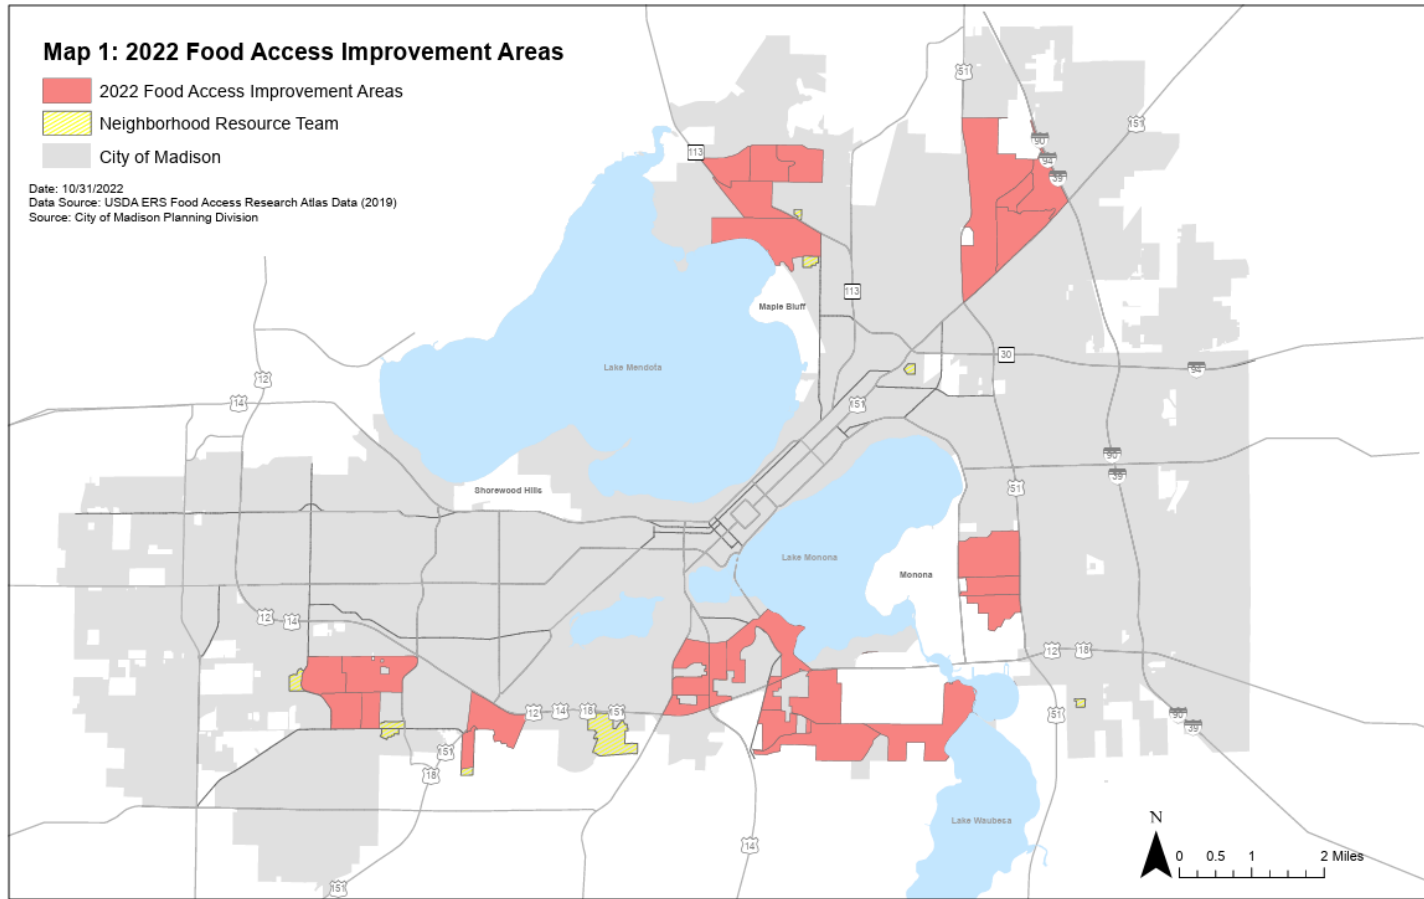 Map 1: 2022 Food Access Improvement Areas
2022 Food Access Improvement Areas
Neighborhood Resource Team
City of Madison
Date: 10/31/2022
Data Source: USDA ERS Food Access Research Atlas Data (2019)
Source: City of Madison Planning Division
51
151
90
94
39
113
113
Maple Bluff
Lake Mendota
30
94
12
14
151
90
39
51
Shorewood Hills
Lake Monona
Monona
12
14
12
18
12
14
18
151
51
90
39
51
18
Lake Waubesa
14
151
N
0 0.5 1 2 Miles